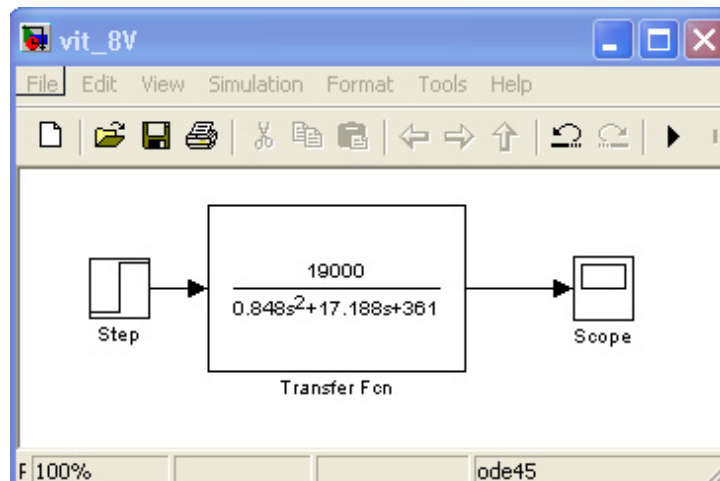 vit_8V
File Edit View Simulation Format Tools Help
19000
0.848s²+17.188s+361
Step
Transfer Fcn
Scope
F 100% ode45